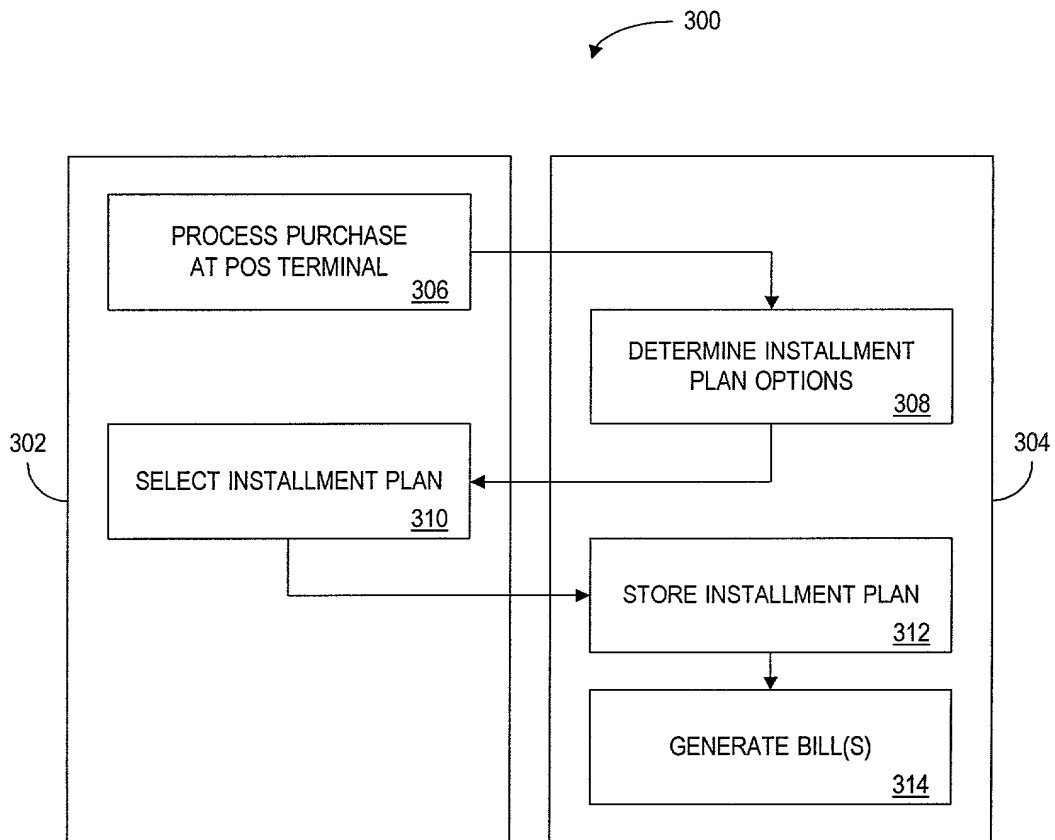 300
PROCESS PURCHASE
AT POS TERMINAL
306
DETERMINE INSTALLMENT
PLAN OPTIONS
308
302
SELECT INSTALLMENT PLAN
310
304
STORE INSTALLMENT PLAN
312
GENERATE BILL(S)
314